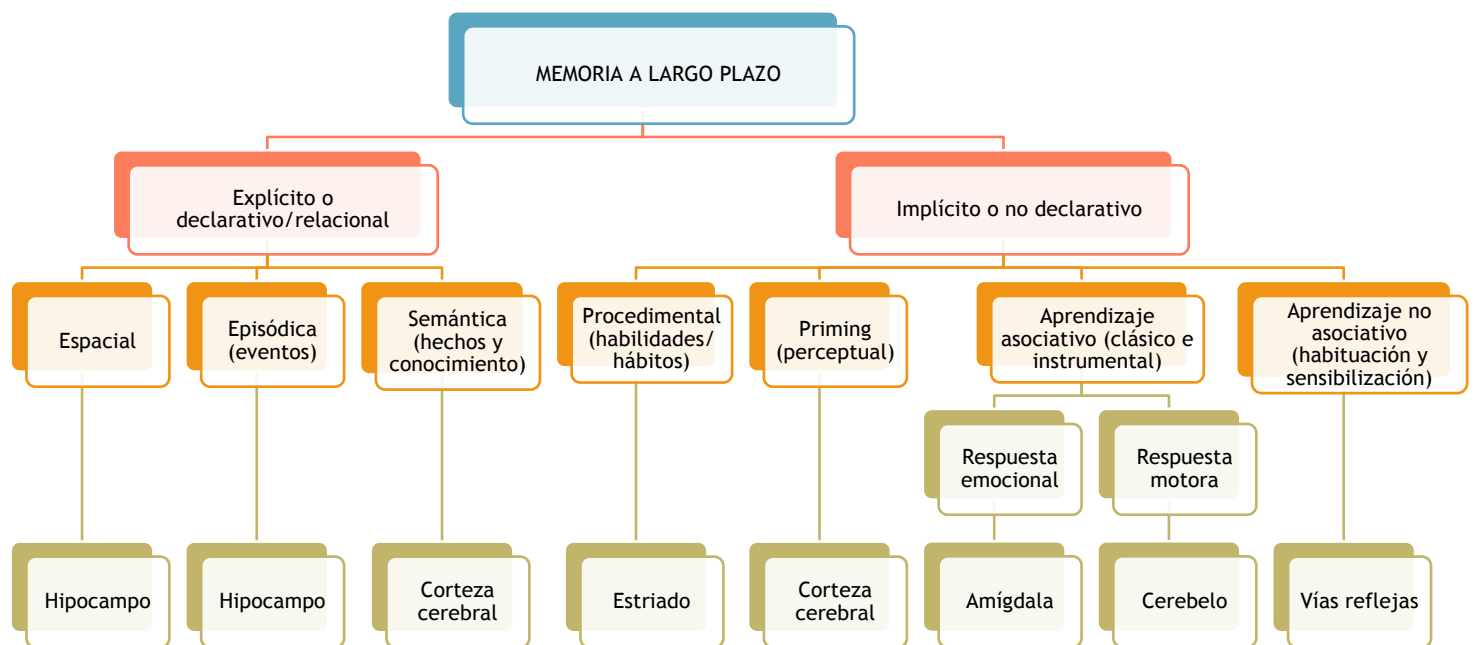 MEMORIA A LARGO PLAZO
Explícito o
declarativo/relacional
Implícito o no declarativo
Espacial
Episódica
(eventos)
Semántica
(hechos y
conocimiento)
Procedimental
(habilidades/
hábitos)
Priming
(perceptual)
Aprendizaje
asociativo (clásico e
instrumental)
Aprendizaje no
asociativo
(habituación y
sensibilización)
Respuesta
emocional
Respuesta
motora
Hipocampo
Hipocampo
Corteza
cerebral
Estriado
Corteza
cerebral
Amígdala
Cerebelo
Vías reflejas